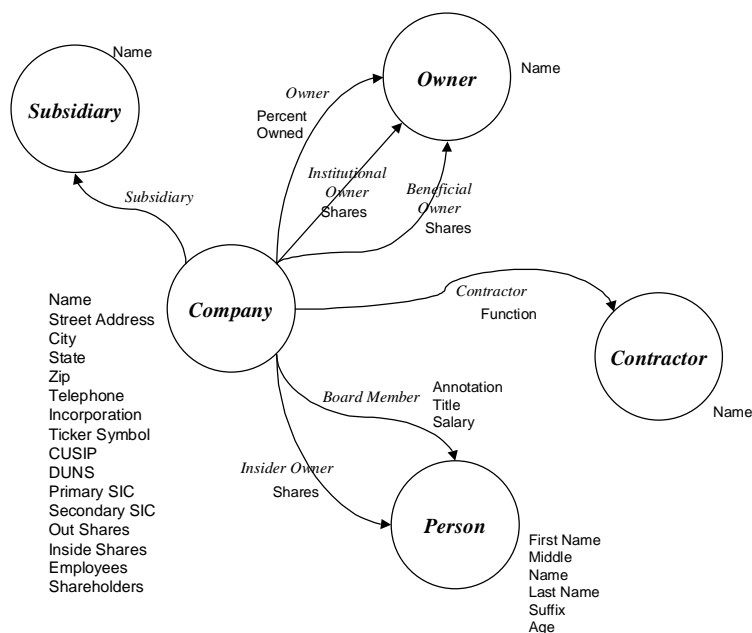 Name
Subsidiary
Owner
Name
Owner
Percent
Owned
Institutional
Owner
Shares
Beneficial
Owner
Shares
Subsidiary
Company
Contractor
Function
Contractor
Name
Name
Street Address
City
State
Zip
Telephone
Incorporation
Ticker Symbol
CUSIP
DUNS
Primary SIC
Secondary SIC
Out Shares
Inside Shares
Employees
Shareholders
Board Member
Annotation
Title
Salary
Insider Owner
Shares
Person
First Name
Middle
Name
Last Name
Suffix
Age